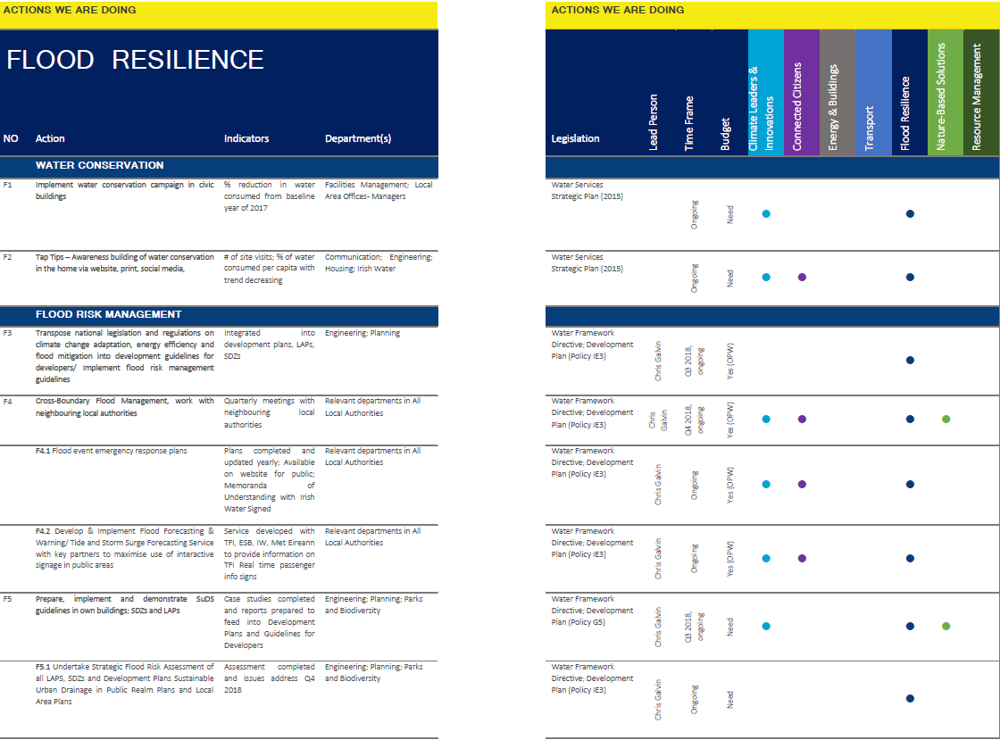 ACTIONS WE ARE DOING
FLOOD RESILIENCE
NO Action Indicators Department(s)
WATER CONSERVATION
F1 Implement water conservation campaign in civic
buildings
% reduction in water
consumed from baseline
year of 2017
Facilities Management; Local
Area Offices- Managers
F2 Tap Tips – Awareness building of water conservation
in the home via website, print, social media,
# of site visits; % of water
consumed per capita with
trend decreasing
Communication; Engineering;
Housing; Irish Water
FLOOD RISK MANAGEMENT
F3 Transpose national legislation and regulations on
climate change adaptation, energy efficiency and
flood mitigation into development guidelines for
developers/ Implement flood risk management
guidelines
Integrated into
development plans, LAPs,
SDZs
Engineering; Planning
F4 Cross-Boundary Flood Management, work with
neighbouring local authorities
Quarterly meetings with
neighbouring local
authorities
Relevant departments in All
Local Authorities
F4.1 Flood event emergency response plans
Plans completed and
updated yearly; Available
on website for public;
Memoranda of
Understanding with Irish
Water Signed
Relevant departments in All
Local Authorities
F4.2 Develop & Implement Flood Forecasting &
Warning/ Tide and Storm Surge Forecasting Service
with key partners to maximise use of interactive
signage in public areas
Service developed with
TFI, ESB, IW, Met Eireann
to provide information on
TFI Real time passenger
info signs
Relevant departments in All
Local Authorities
F5 Prepare, implement and demonstrate SuDS
guidelines in own buildings; SDZs and LAPs
Case studies completed
and reports prepared to
feed into Development
Plans and Guidelines for
Developers
Engineering; Planning; Parks
and Biodiversity
F5.1 Undertake Strategic Flood Risk Assessment of
all LAPS, SDZs and Development Plans Sustainable
Urban Drainage in Public Realm Plans and Local
Area Plans
Assessment completed
and issues address Q4
2018
Engineering; Planning; Parks
and Biodiversity
ACTIONS WE ARE DOING
Legislation
Lead Person
Time Frame
Budget
Climate Leaders &
Innovations
Connected Citizens
Energy & Buildings
Transport
Flood Resilience
Nature-Based Solutions
Resource Management
Water Services
Strategic Plan (2015)
Ongoing
Need
Water Services
Strategic Plan (2015)
Ongoing
Need
Water Framework
Directive; Development
Plan (Policy IE3)
Chris Galvin
Q3 2018,
ongoing
Yes (OPW)
Water Framework
Directive; Development
Plan (Policy IE3)
Chris
Galvin
Q4 2018,
ongoing
Yes (OPW)
Water Framework
Directive; Development
Plan (Policy IE3)
Chris Galvin
Ongoing
Yes (OPW)
Water Framework
Directive; Development
Plan (Policy IE3)
Chris Galvin
Ongoing
Yes (OPW)
Water Framework
Directive; Development
Plan (Policy G5)
Chris Galvin
Q3 2018,
ongoing
Need
Water Framework
Directive; Development
Plan (Policy IE3)
Chris Galvin
Ongoing
Need